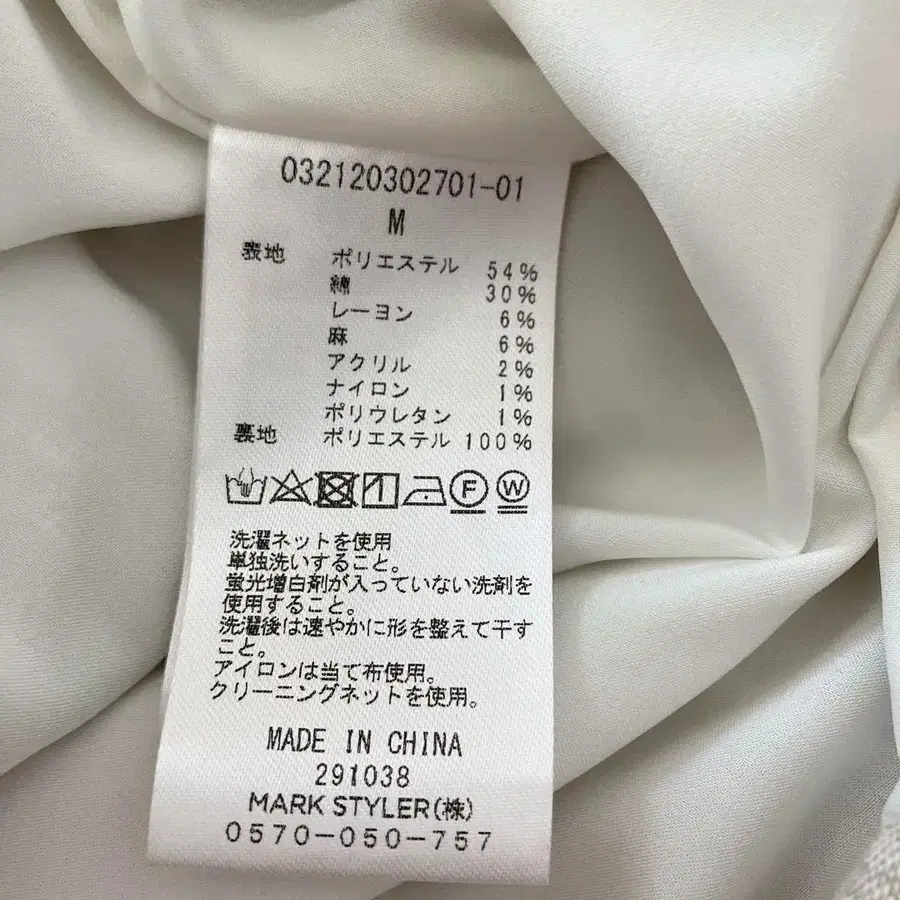 032120302701-01
M
表地 ポリエステル 54%
綿 30%
レーヨン 6%
麻 6%
アクリル 2%
ナイロン 1%
ポリウレタン 1%
裏地 ポリエステル 100%
F W
洗濯ネットを使用
単独洗いすること。
蛍光増白剤が入っていない洗剤を
使用すること。
洗濯後は速やかに形を整えて干す
こと。
アイロンは当て布使用。
クリーニングネットを使用。
MADE IN CHINA
291038
MARK STYLER(株)
0570-050-757